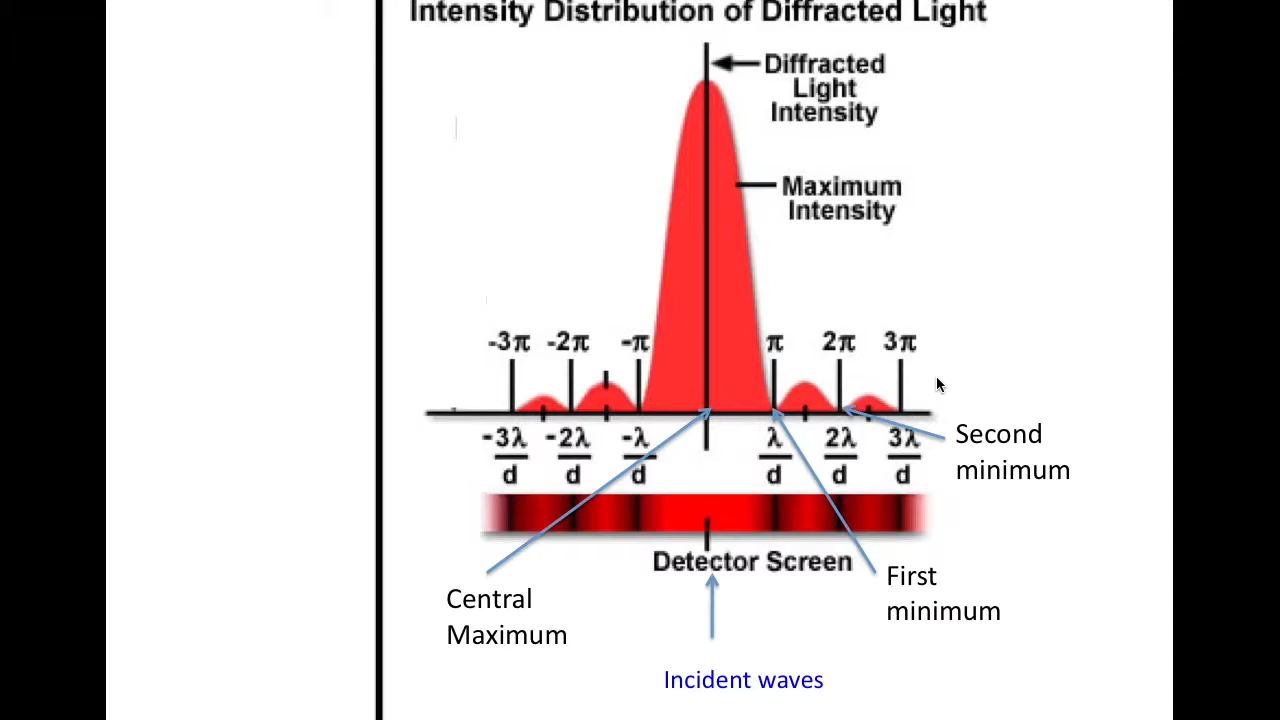 Intensity Distribution of Diffracted Light
Diffracted
Light
Intensity
Maximum
Intensity
-3π -2π -π π 2π 3π
-3λ -2λ -λ λ 2λ 3λ
d d d d d d
Second
minimum
Detector Screen
First
minimum
Central
Maximum
Incident waves